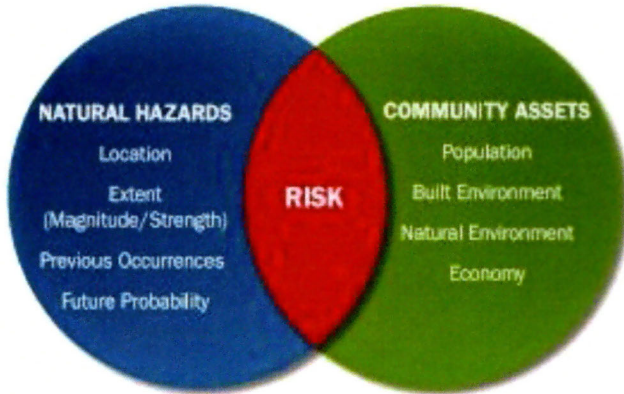 NATURAL HAZARDS
Location
Extent
(Magnitude/Strength)
Previous Occurrences
Future Probability
RISK
COMMUNITY ASSETS
Population
Built Environment
Natural Environment
Economy